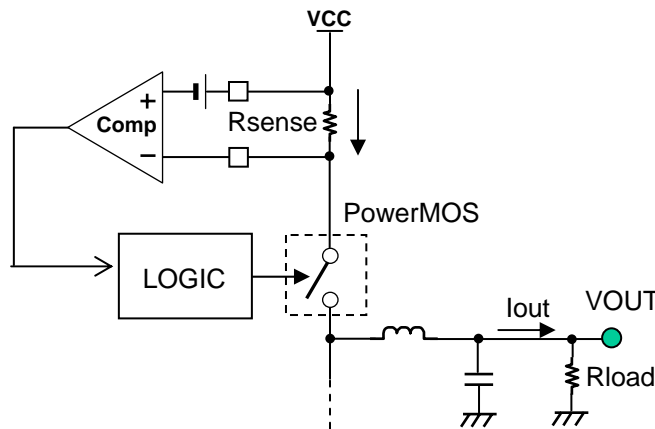 VCC
+
Comp
−
Rsense
PowerMOS
LOGIC
Iout
VOUT
Rload